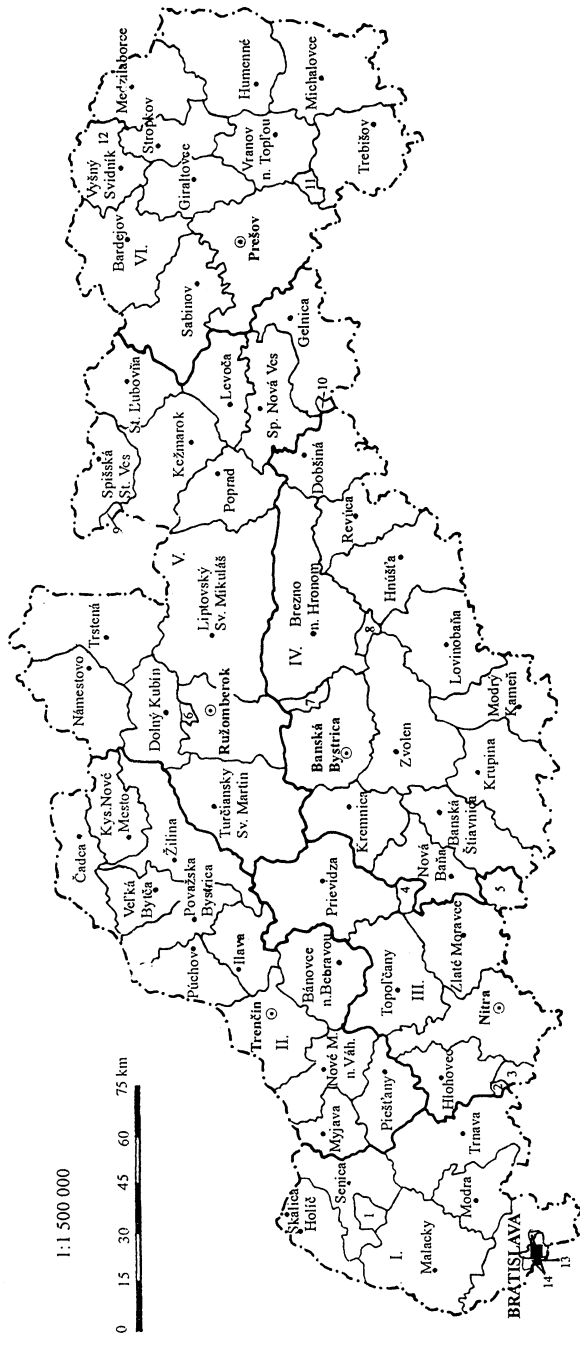 1:1 500 000
0 15 30 45 60 75 km
Skalica
Holíč
Senica
1
I.
Malacky
Modra
Trnava
BRATISLAVA
14
13
Myjava
Nové M.
n.Váh.
Piešťany
Hlohovec
2
3
Trenčín
II.
Bánovce
n.Bebravou
Topoľčany
III.
Nitra
Zlaté Moravce
Púchov
Ilava
Považská
Bystrica
Veľká
Bytča
Žilina
Čadca
Kys.Nové
Mesto
Prievidza
4
5
Nová
Baňa
Banská
Štiavnica
Kremnica
Turčiansky
Sv. Martin
Krupina
Zvolen
Banská
Bystrica
7
Modrý
Kameň
Lovinobaňa
8
IV.
Brezno
n. Hronom
Hnúšťa
Revúca
Dobšiná
Námestovo
Trstená
Dolný Kubín
6
Ružomberok
Liptovský
Sv. Mikuláš
V.
Poprad
Kežmarok
9
Spišská
St. Ves
St. Ľubovňa
Levoča
Sp. Nová Ves
10
Gelnica
Sabinov
Prešov
Bardejov
VI.
Vyšný
Svidník
12
Giraltovce
Stropkov
Medzilaborce
11
Vranov
n. Topľou
Humenné
Michalovce
Trebišov